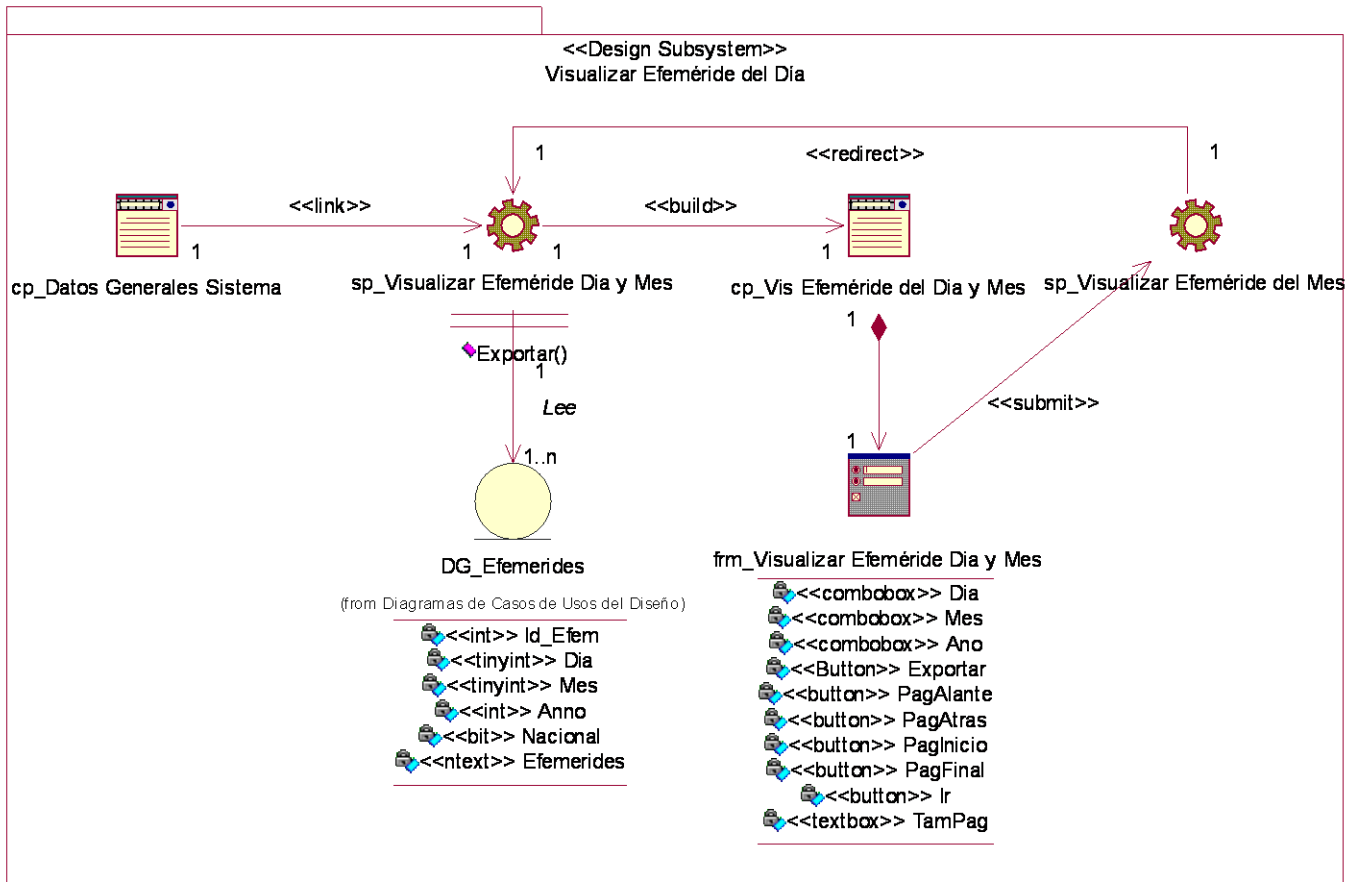 <<Design Subsystem>>
Visualizar Efeméride del Día
1
<<redirect>>
1
<<link>>
<<build>>
1
1
1
1
cp_Datos Generales Sistema
sp_Visualizar Efeméride Dia y Mes
cp_Vis Efeméride del Dia y Mes
sp_Visualizar Efeméride del Mes
1
Exportar()
1
Lee
<<submit>>
1
1..n
DG_Efemerides
(from Diagramas de Casos de Usos del Diseño)
<<int>> Id_Efem
<<tinyint>> Dia
<<tinyint>> Mes
<<int>> Anno
<<bit>> Nacional
<<ntext>> Efemerides
frm_Visualizar Efeméride Dia y Mes
<<combobox>> Dia
<<combobox>> Mes
<<combobox>> Ano
<<Button>> Exportar
<<button>> PagAlante
<<button>> PagAtras
<<button>> PagInicio
<<button>> PagFinal
<<button>> Ir
<<textbox>> TamPag